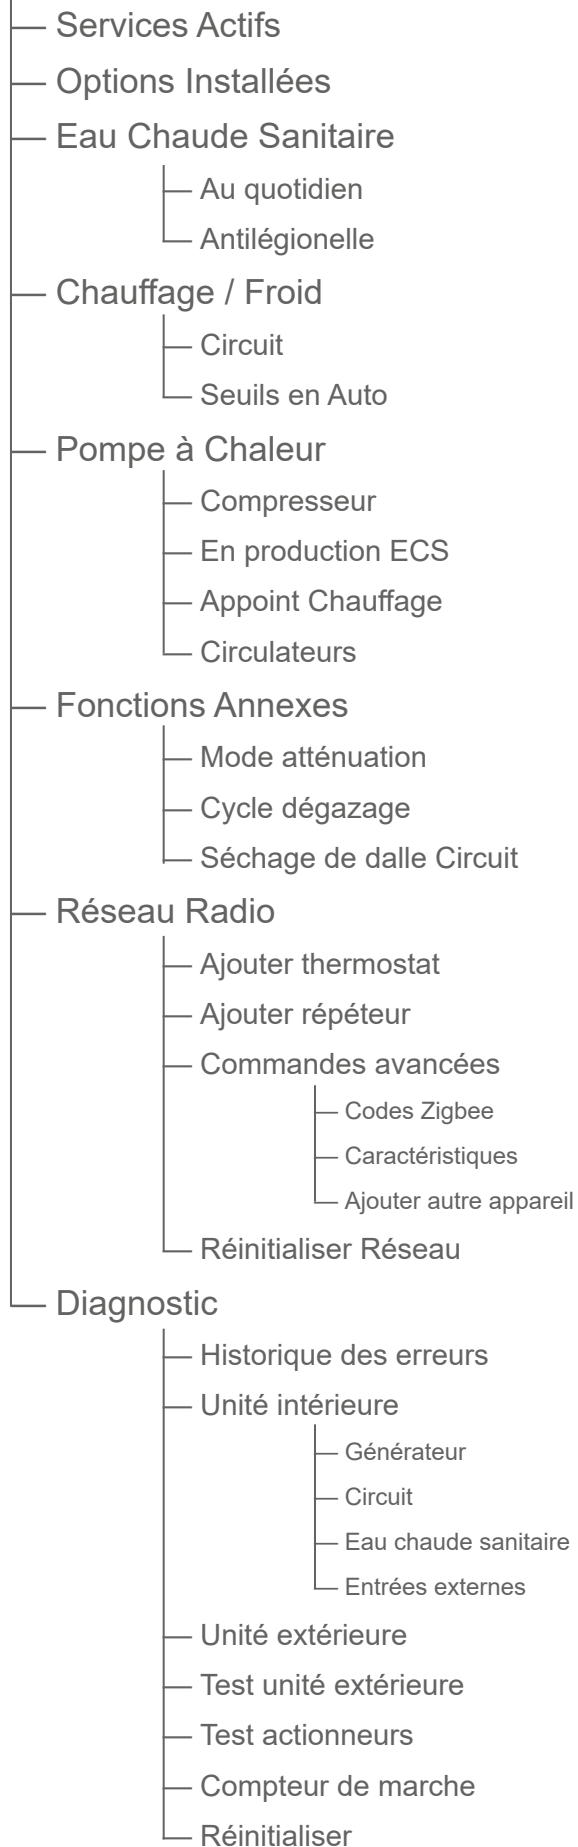 Services Actifs
Options Installées
Eau Chaude Sanitaire
Au quotidien
Antilégionelle
Chauffage / Froid
Circuit
Seuils en Auto
Pompe à Chaleur
Compresseur
En production ECS
Appoint Chauffage
Circulateurs
Fonctions Annexes
Mode atténuation
Cycle dégazage
Séchage de dalle Circuit
Réseau Radio
Ajouter thermostat
Ajouter répéteur
Commandes avancées
Codes Zigbee
Caractéristiques
Ajouter autre appareil
Réinitialiser Réseau
Diagnostic
Historique des erreurs
Unité intérieure
Générateur
Circuit
Eau chaude sanitaire
Entrées externes
Unité extérieure
Test unité extérieure
Test actionneurs
Compteur de marche
Réinitialiser